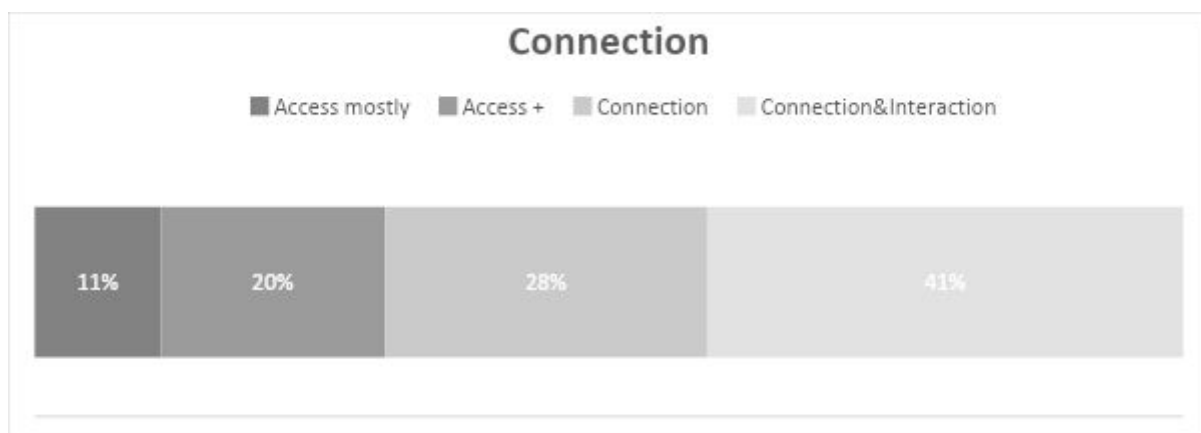 Connection
Access mostly Access + Connection Connection&Interaction
11% 20% 28% 41%